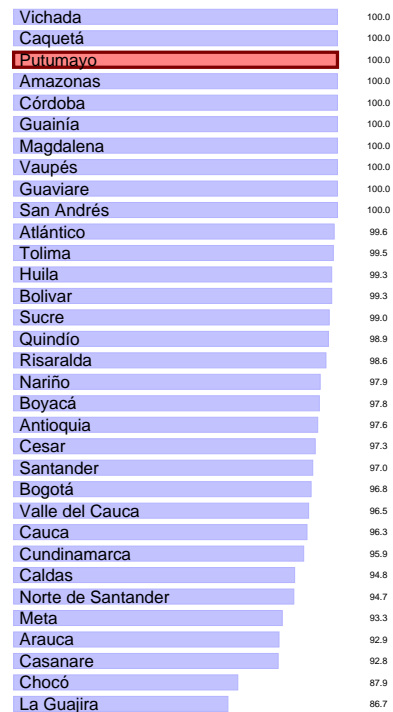 Vichada 100.0
Caquetá 100.0
Putumayo 100.0
Amazonas 100.0
Córdoba 100.0
Guainía 100.0
Magdalena 100.0
Vaupés 100.0
Guaviare 100.0
San Andrés 100.0
Atlántico 99.6
Tolima 99.5
Huila 99.3
Bolivar 99.3
Sucre 99.0
Quindío 98.9
Risaralda 98.6
Nariño 97.9
Boyacá 97.8
Antioquia 97.6
Cesar 97.3
Santander 97.0
Bogotá 96.8
Valle del Cauca 96.5
Cauca 96.3
Cundinamarca 95.9
Caldas 94.8
Norte de Santander 94.7
Meta 93.3
Arauca 92.9
Casanare 92.8
Chocó 87.9
La Guajira 86.7